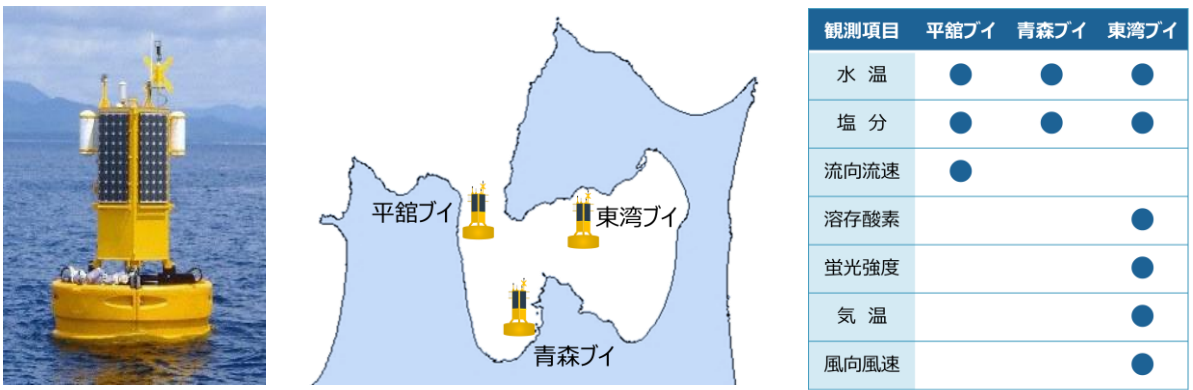 平舘ブイ
東湾ブイ
青森ブイ
観測項目 平舘ブイ 青森ブイ 東湾ブイ
水 温 ● ● ●
塩 分 ● ● ●
流向流速 ●
溶存酸素 ●
蛍光強度 ●
気 温 ●
風向風速 ●